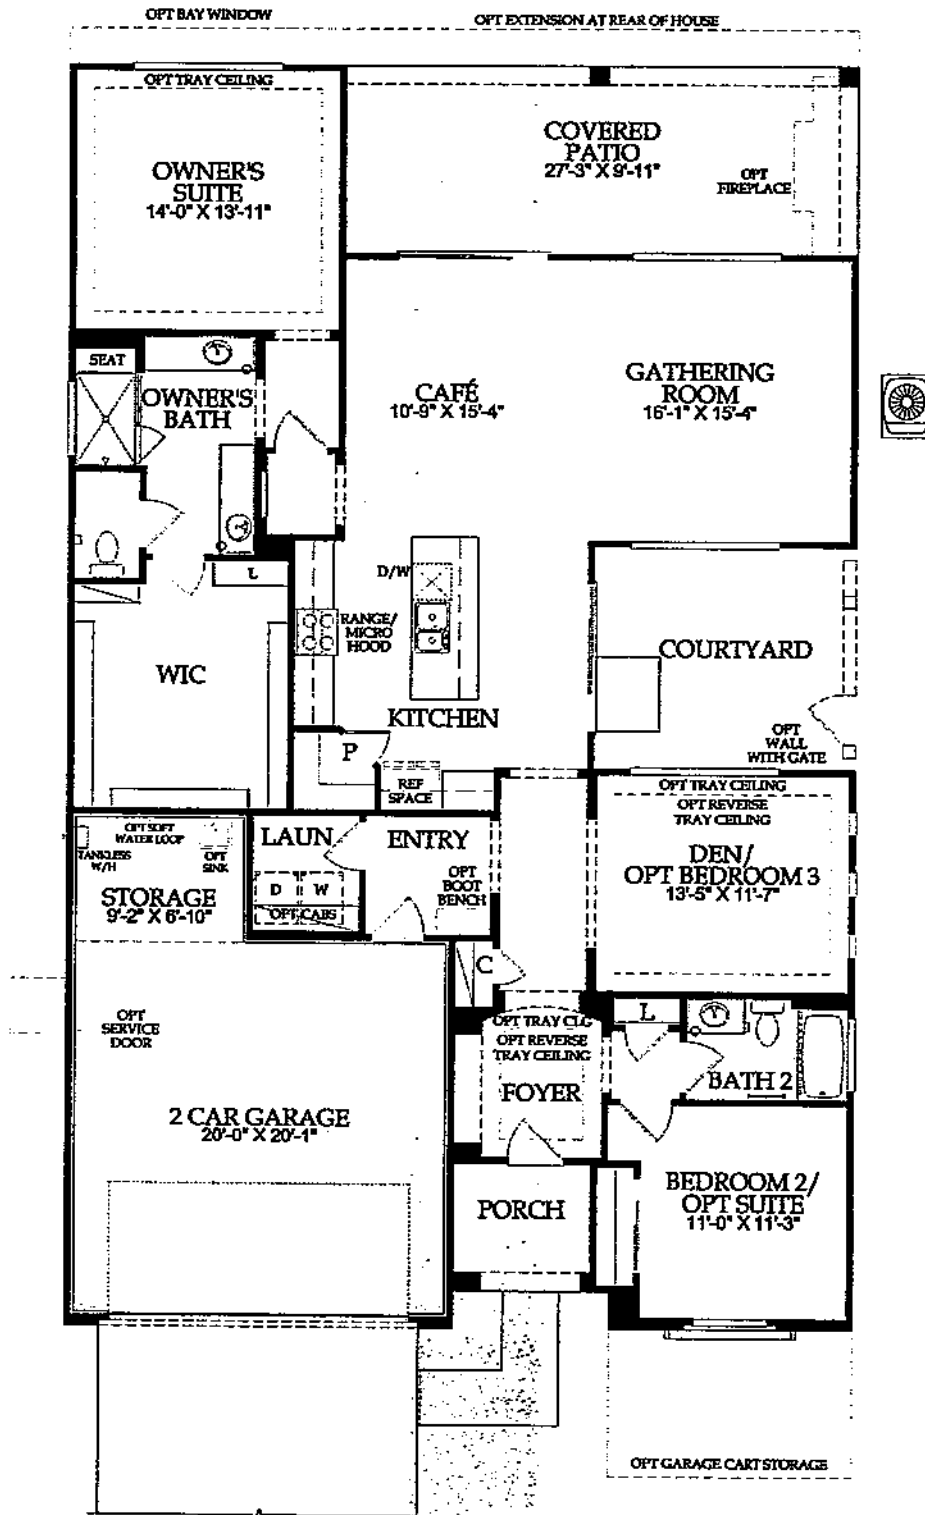 OPT BAY WINDOW
OPT EXTENSION AT REAR OF HOUSE
OPT TRAY CEILING
OWNER'S
SUITE
14'-0" X 13'-11"
COVERED
PATIO
27'-3" X 9'-11"
OPT
FIREPLACE
SEAT
OWNER'S
BATH
CAFÉ
10'-9" X 15'-4"
GATHERING
ROOM
16'-1" X 15'-4"
L
D/W
RANGE/
MICRO
HOOD
WIC
KITCHEN
COURTYARD
OPT
WALL
WITH GATE
P
REF
SPACE
OPT TRAY CEILING
OPT REVERSE
TRAY CEILING
DEN/
OPT BEDROOM 3
13'-5" X 11'-7"
OPT SOFT
WATER LOOP
TANKLESS
W/H
OPT
SINK
STORAGE
9'-2" X 6'-10"
LAUN
D
W
OPT CABS
ENTRY
OPT
BOOT
BENCH
C
OPT
SERVICE
DOOR
OPT TRAY CLG
OPT REVERSE
TRAY CEILING
FOYER
L
BATH 2
2 CAR GARAGE
20'-0" X 20'-1"
PORCH
BEDROOM 2/
OPT SUITE
11'-0" X 11'-3"
OPT GARAGE CART STORAGE